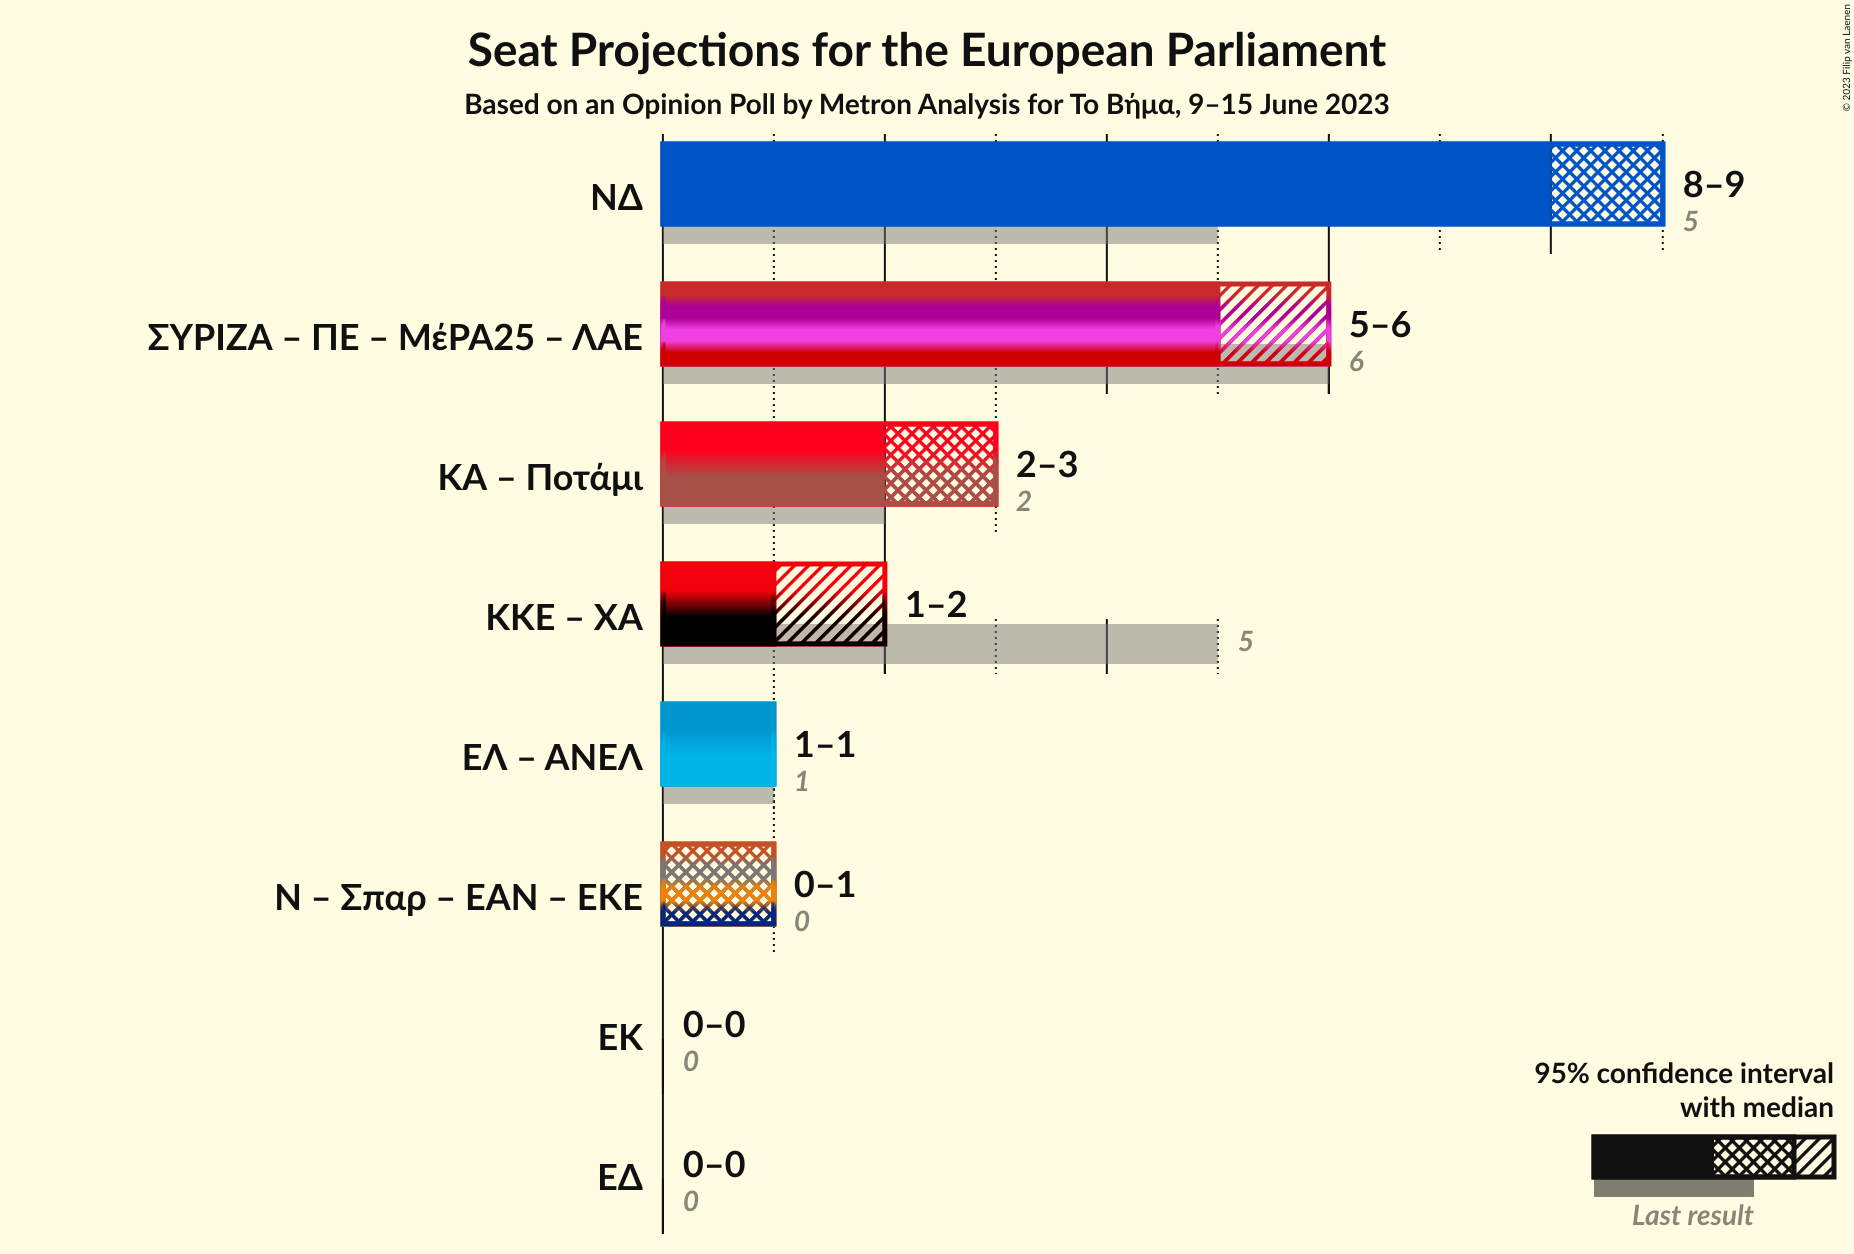 Seat Projections for the European Parliament
Based on an Opinion Poll by Metron Analysis for Το Βήμα, 9–15 June 2023
© 2023 Filip van Laenen
ΝΔ
8–9
5
ΣΥΡΙΖΑ – ΠΕ – ΜέΡΑ25 – ΛΑΕ
5–6
6
ΚΑ – Ποτάμι
2–3
2
ΚΚΕ – ΧΑ
1–2
5
ΕΛ – ΑΝΕΛ
1–1
1
Ν – Σπαρ – ΕΑΝ – ΕΚΕ
0–1
0
ΕΚ
0–0
0
ΕΔ
0–0
0
95% confidence interval
with median
Last result